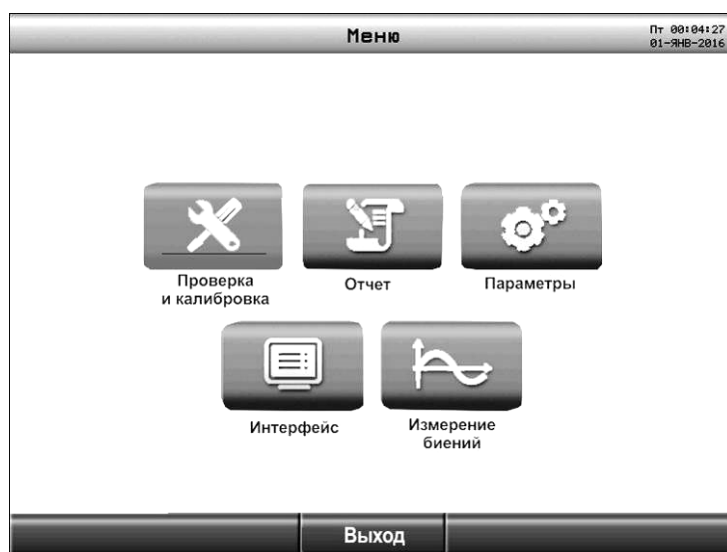 Меню
Пт 00:04:27
01-ЯНВ-2016
Проверка
и калибровка
Отчет
Параметры
Интерфейс
Измерение
биений
Выход